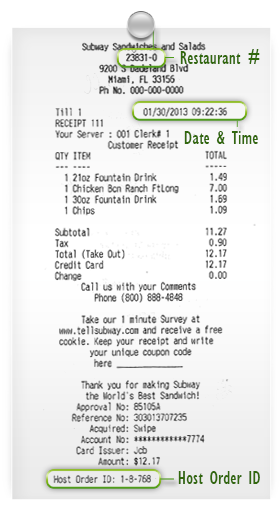 Subway Sandwiches and Salads
23831-0 Restaurant #
9200 S Dadeland Blvd
Miami, FL 33156
Ph No. 000-000-0000
Till 1 01/30/2013 09:22:36
RECEIPT 111 Date & Time
Your Server : 001 Clerk# 1
Customer Receipt
QTY ITEM TOTAL
--- ---- -----
1 21oz Fountain Drink 1.49
1 Chicken Bcn Ranch FtLong 7.00
1 30oz Fountain Drink 1.69
1 Chips 1.09
Subtotal 11.27
Tax 0.90
Total (Take Out) 12.17
Credit Card 12.17
Change 0.00
Call us with your Comments
Phone (800) 888-4848
Take our 1 minute Survey at
www.tellsubway.com and receive a free
cookie. Keep your receipt and write
your unique coupon code
here ______________
Thank you for making Subway
the World's Best Sandwich!
Approval No: 85105A
Reference No: 303013707235
Acquired: Swipe
Account No: ************7774
Card Issuer: Jcb
Amount: $12.17
Host Order ID: 1-8-768 Host Order ID